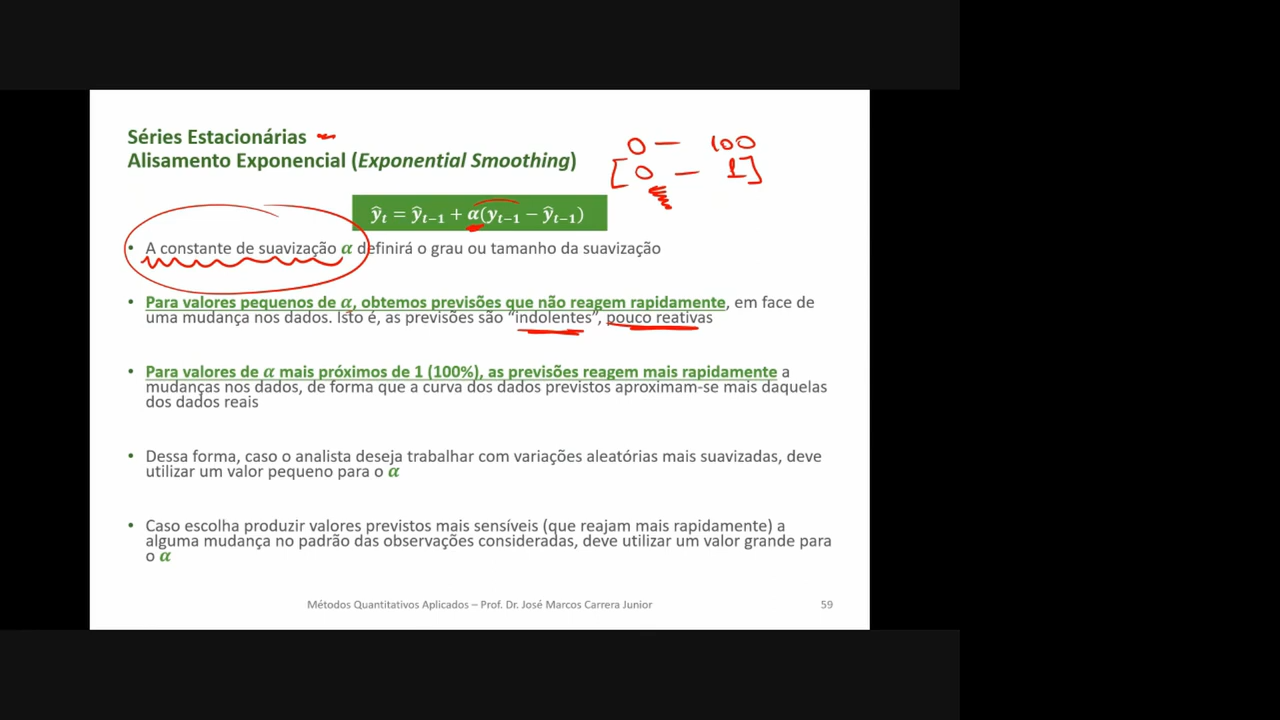 Séries Estacionárias
Alisamento Exponencial (Exponential Smoothing)
0 — 100
[0 — 1]
ŷₜ = ŷₜ₋₁ + α(yₜ₋₁ − ŷₜ₋₁)
• A constante de suavização α definirá o grau ou tamanho da suavização
• Para valores pequenos de α, obtemos previsões que não reagem rapidamente, em face de
uma mudança nos dados. Isto é, as previsões são “indolentes”, pouco reativas
• Para valores de α mais próximos de 1 (100%), as previsões reagem mais rapidamente a
mudanças nos dados, de forma que a curva dos dados previstos aproximam-se mais daquelas
dos dados reais
• Dessa forma, caso o analista deseja trabalhar com variações aleatórias mais suavizadas, deve
utilizar um valor pequeno para o α
• Caso escolha produzir valores previstos mais sensíveis (que reajam mais rapidamente) a
alguma mudança no padrão das observações consideradas, deve utilizar um valor grande para
o α
Métodos Quantitativos Aplicados – Prof. Dr. José Marcos Carrera Junior
59